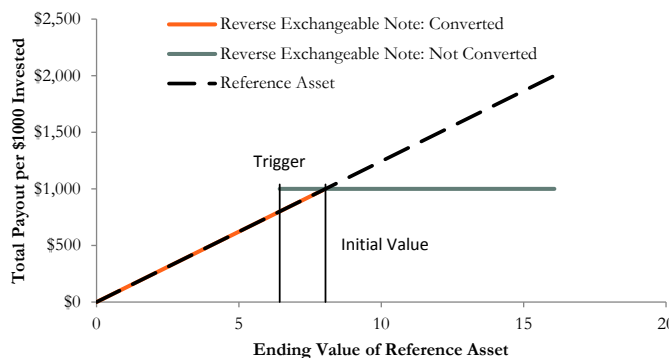 $2,500
$2,000
$1,500
$1,000
$500
$0
Total Payout per $1000 Invested
Reverse Exchangeable Note: Converted
Reverse Exchangeable Note: Not Converted
Reference Asset
Trigger
Initial Value
0 5 10 15 20
Ending Value of Reference Asset